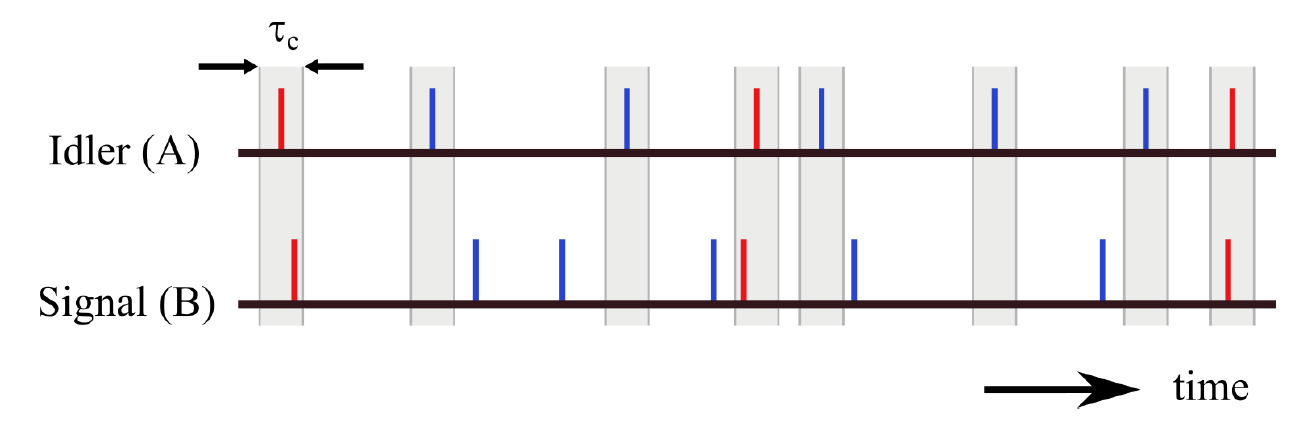 τc
Idler (A)
Signal (B)
time